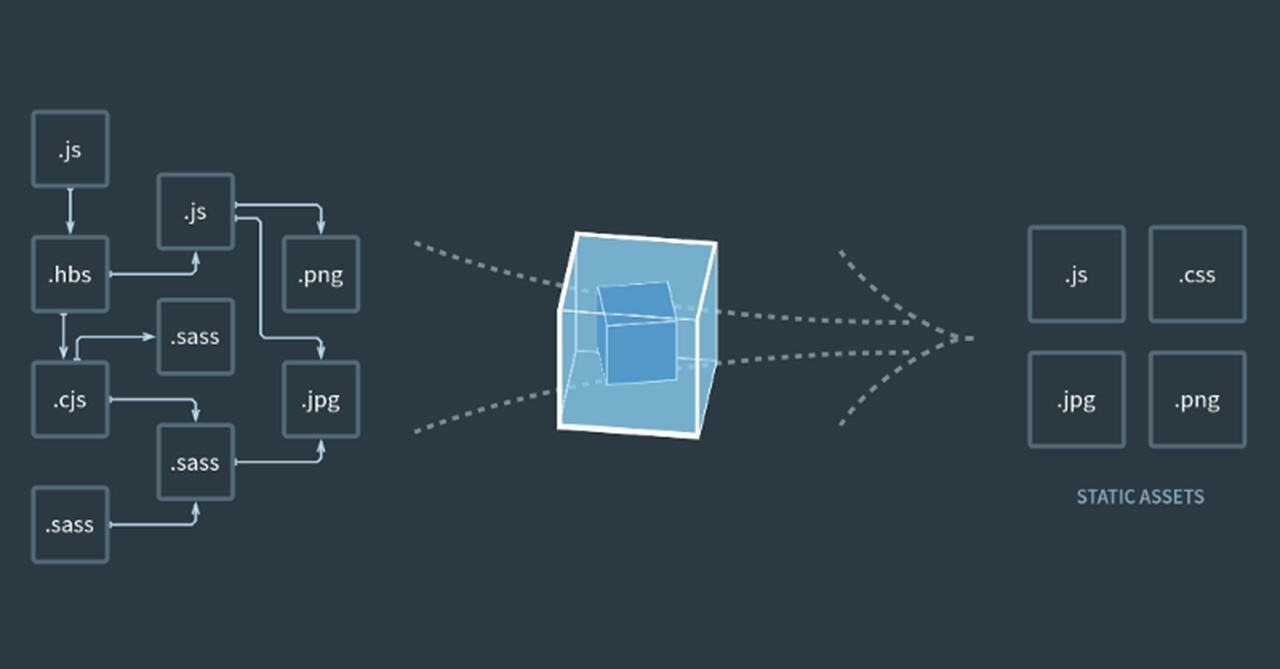 .js
.js
.hbs
.png
.sass
.cjs
.jpg
.sass
.sass
.js
.css
.jpg
.png
STATIC ASSETS